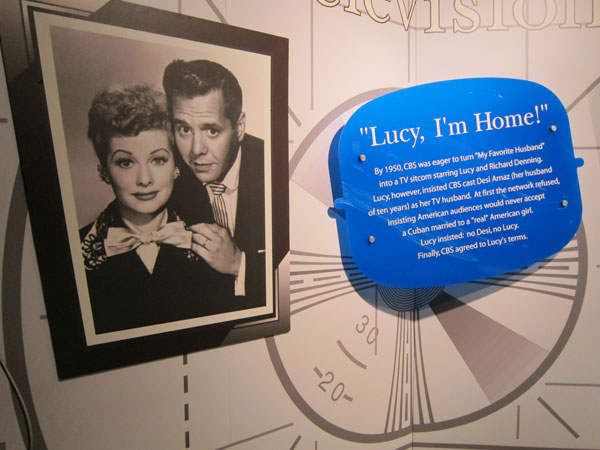 television
"Lucy, I'm Home!"
By 1950, CBS was eager to turn "My Favorite Husband"
into a TV sitcom starring Lucy and Richard Denning.
Lucy, however, insisted CBS cast Desi Arnaz (her husband
of ten years) as her TV husband. At first the network refused,
insisting American audiences would never accept
a Cuban married to a "real" American girl.
Lucy insisted: no Desi, no Lucy.
Finally, CBS agreed to Lucy's terms.
30
-20-